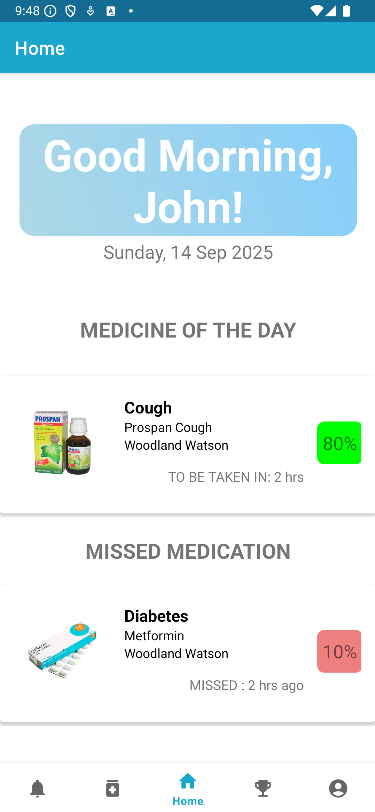 9:48
Home
Good Morning,
John!
Sunday, 14 Sep 2025
MEDICINE OF THE DAY
PROSPAN
Cough
Prospan Cough
Woodland Watson
80%
TO BE TAKEN IN: 2 hrs
MISSED MEDICATION
Diabetes
Metformin
Woodland Watson
10%
MISSED : 2 hrs ago
Home